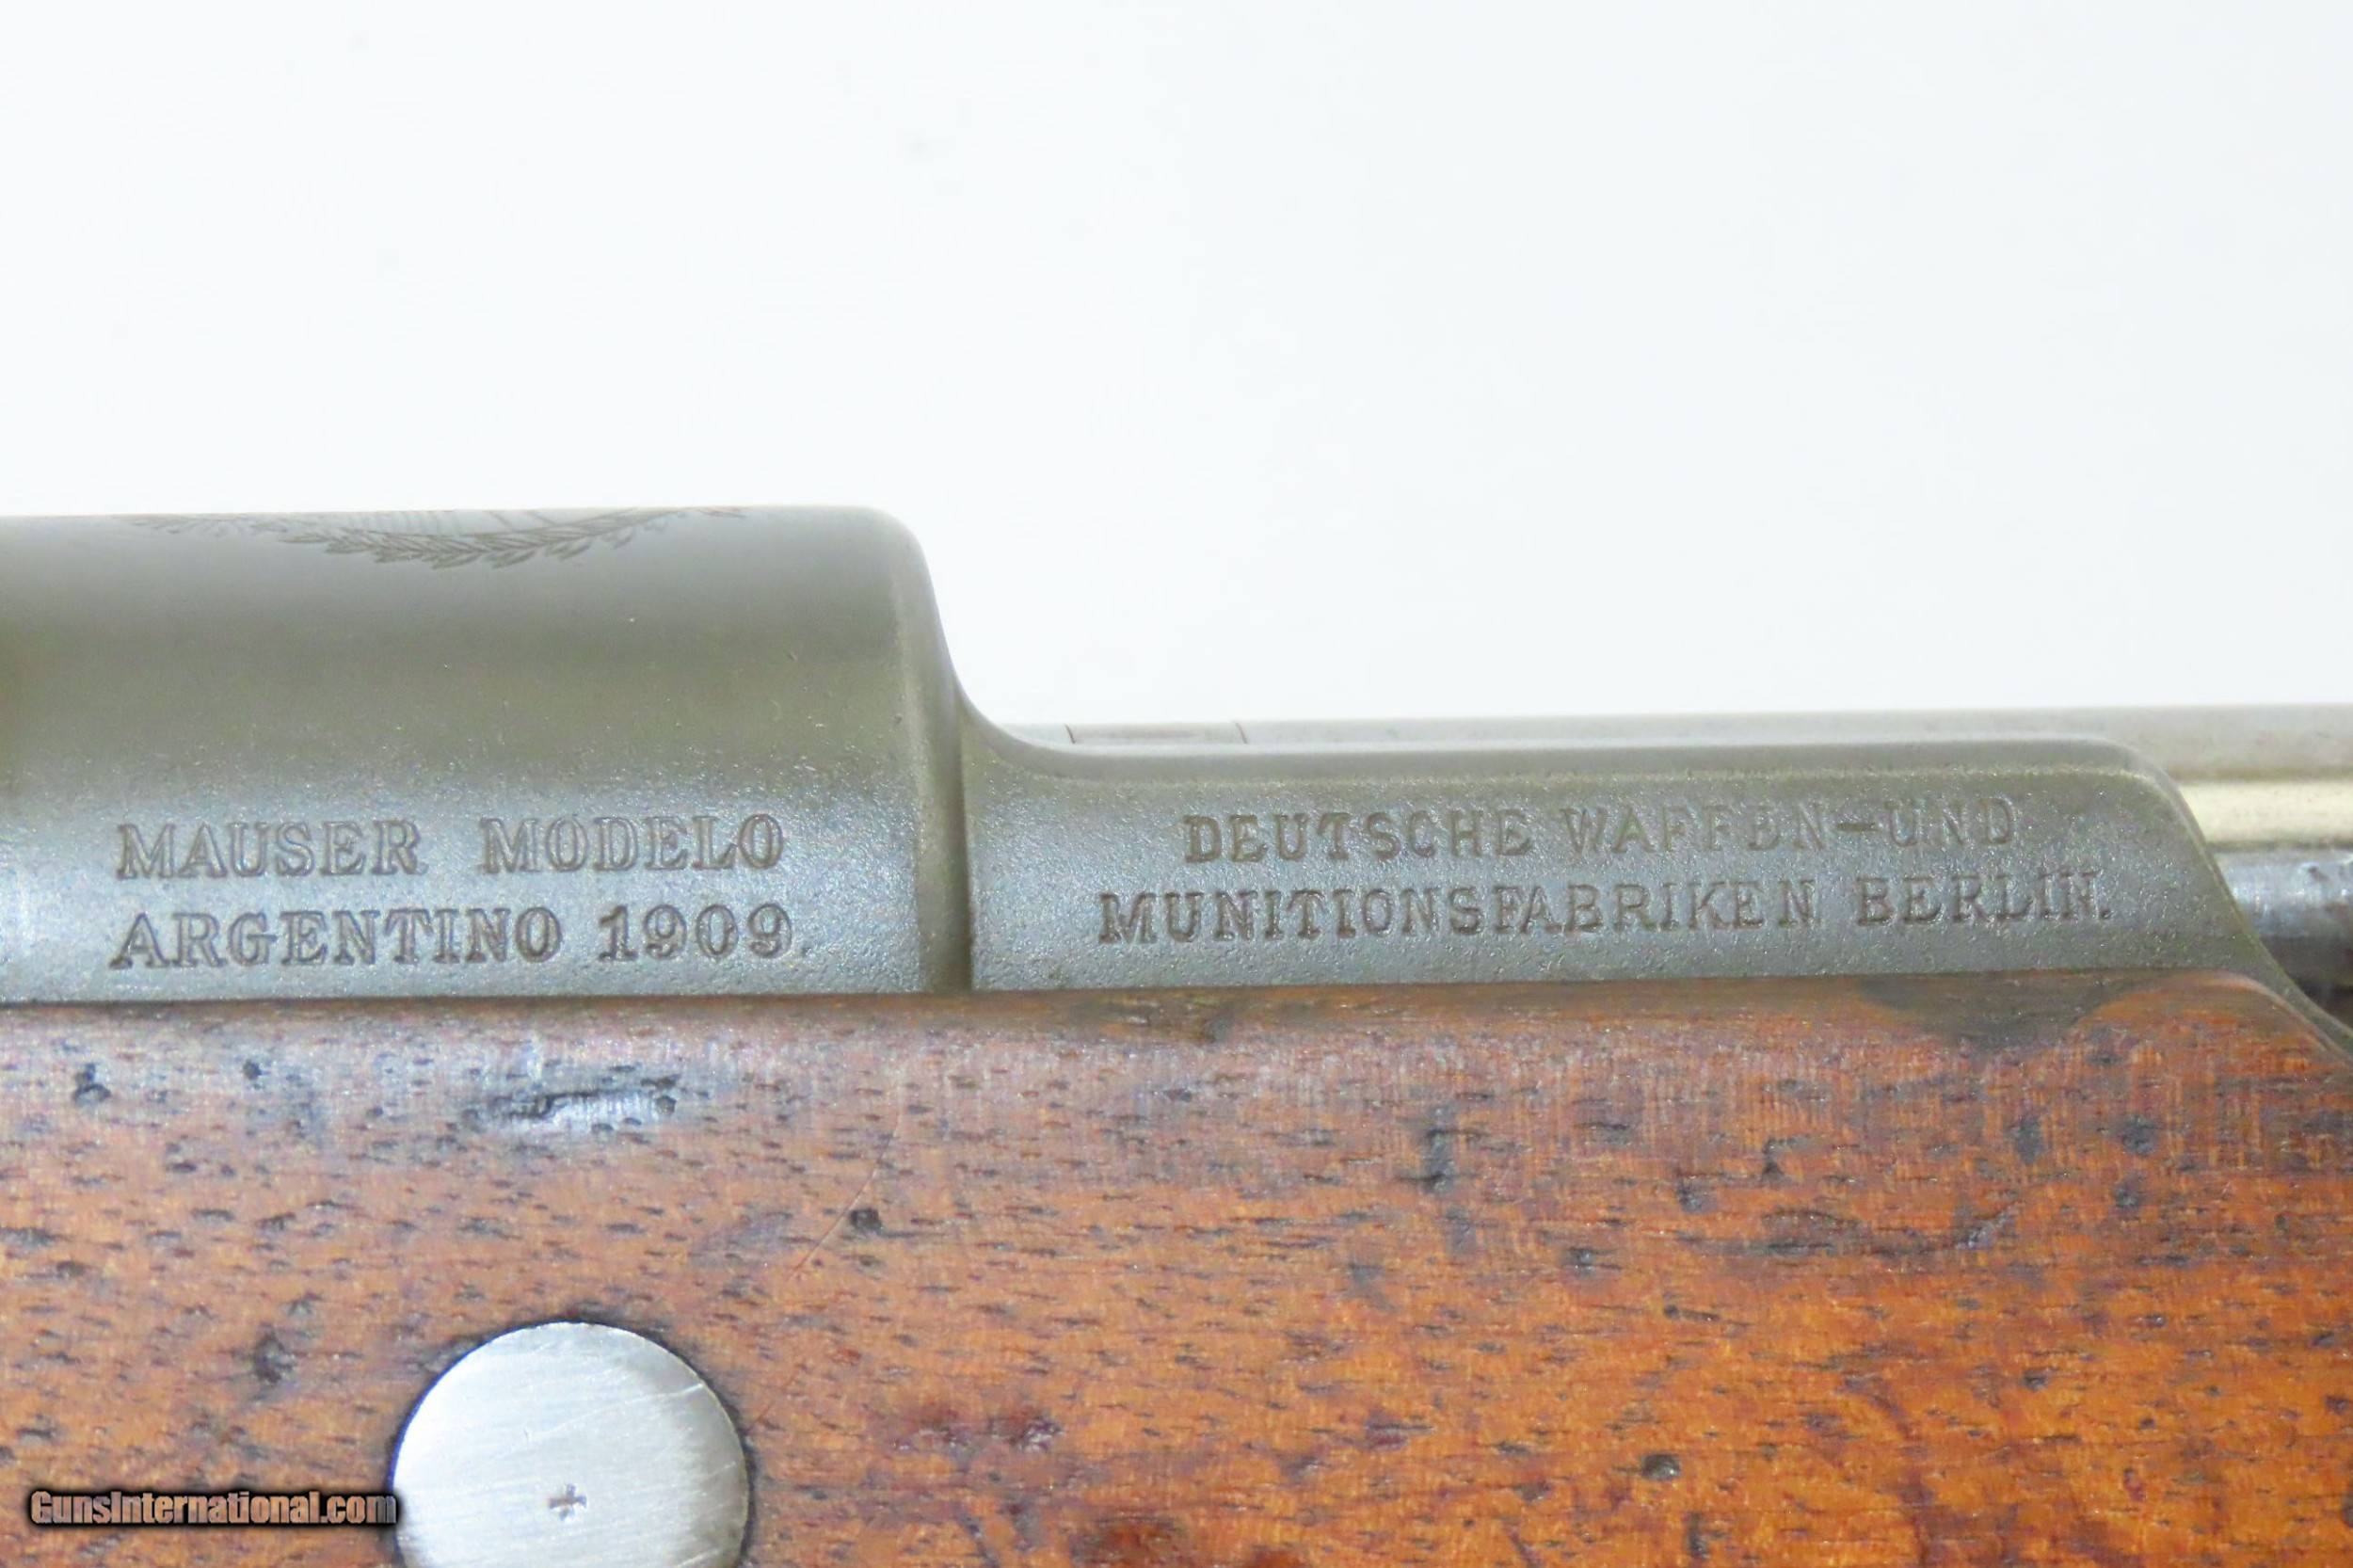 MAUSER MODELO
ARGENTINO 1909.
DEUTSCHE WAFFEN-UND
MUNITIONSFABRIKEN BERLIN.
GunsInternational.com